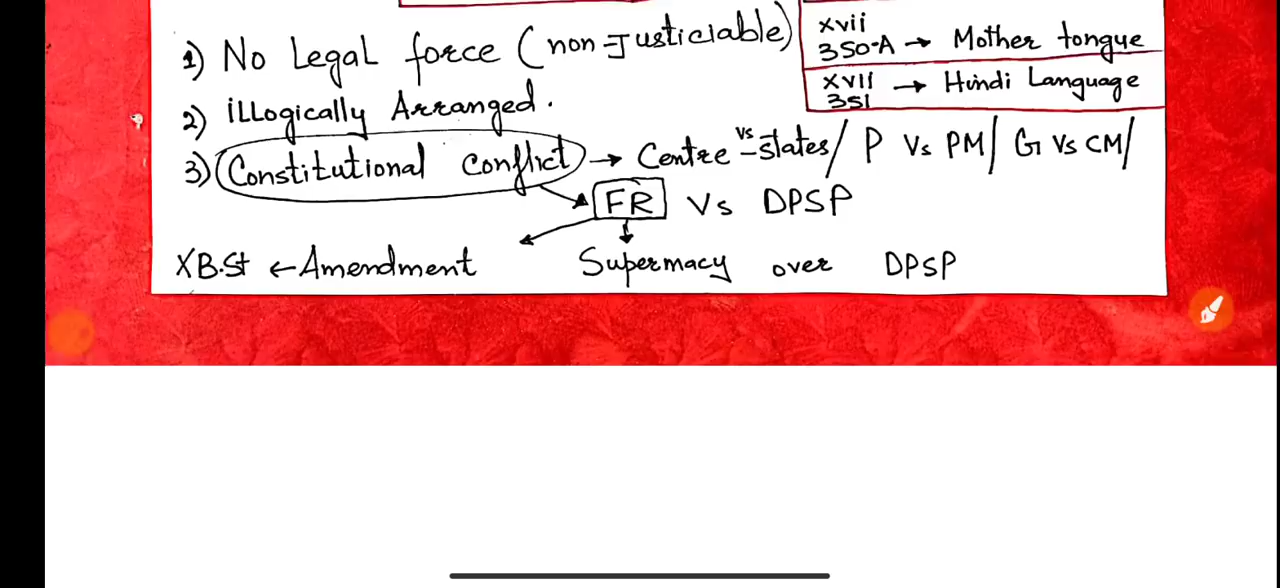 1) No Legal force (non-Justiciable)
2) iLLogically Arranged.
3) Constitutional Conflict → Centre vs States / P Vs PM / G Vs CM /
FR Vs DPSP
X B.St ← Amendment
Supermacy over DPSP
xvii
350-A → Mother tongue
XVII
351 → Hindi Language